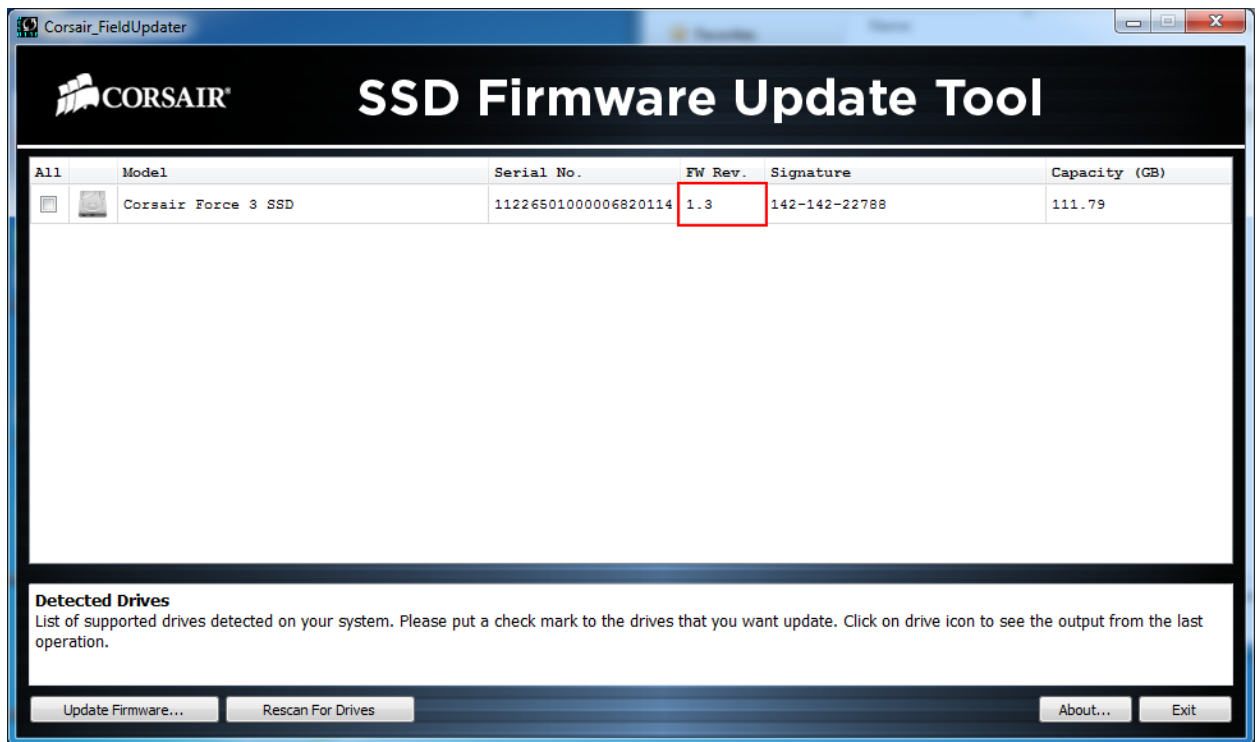 Corsair_FieldUpdater
CORSAIR®
SSD Firmware Update Tool
All Model Serial No. FW Rev. Signature Capacity (GB)
Corsair Force 3 SSD 11226501000006820114 1.3 142-142-22788 111.79
Detected Drives
List of supported drives detected on your system. Please put a check mark to the drives that you want update. Click on drive icon to see the output from the last
operation.
Update Firmware... Rescan For Drives About... Exit